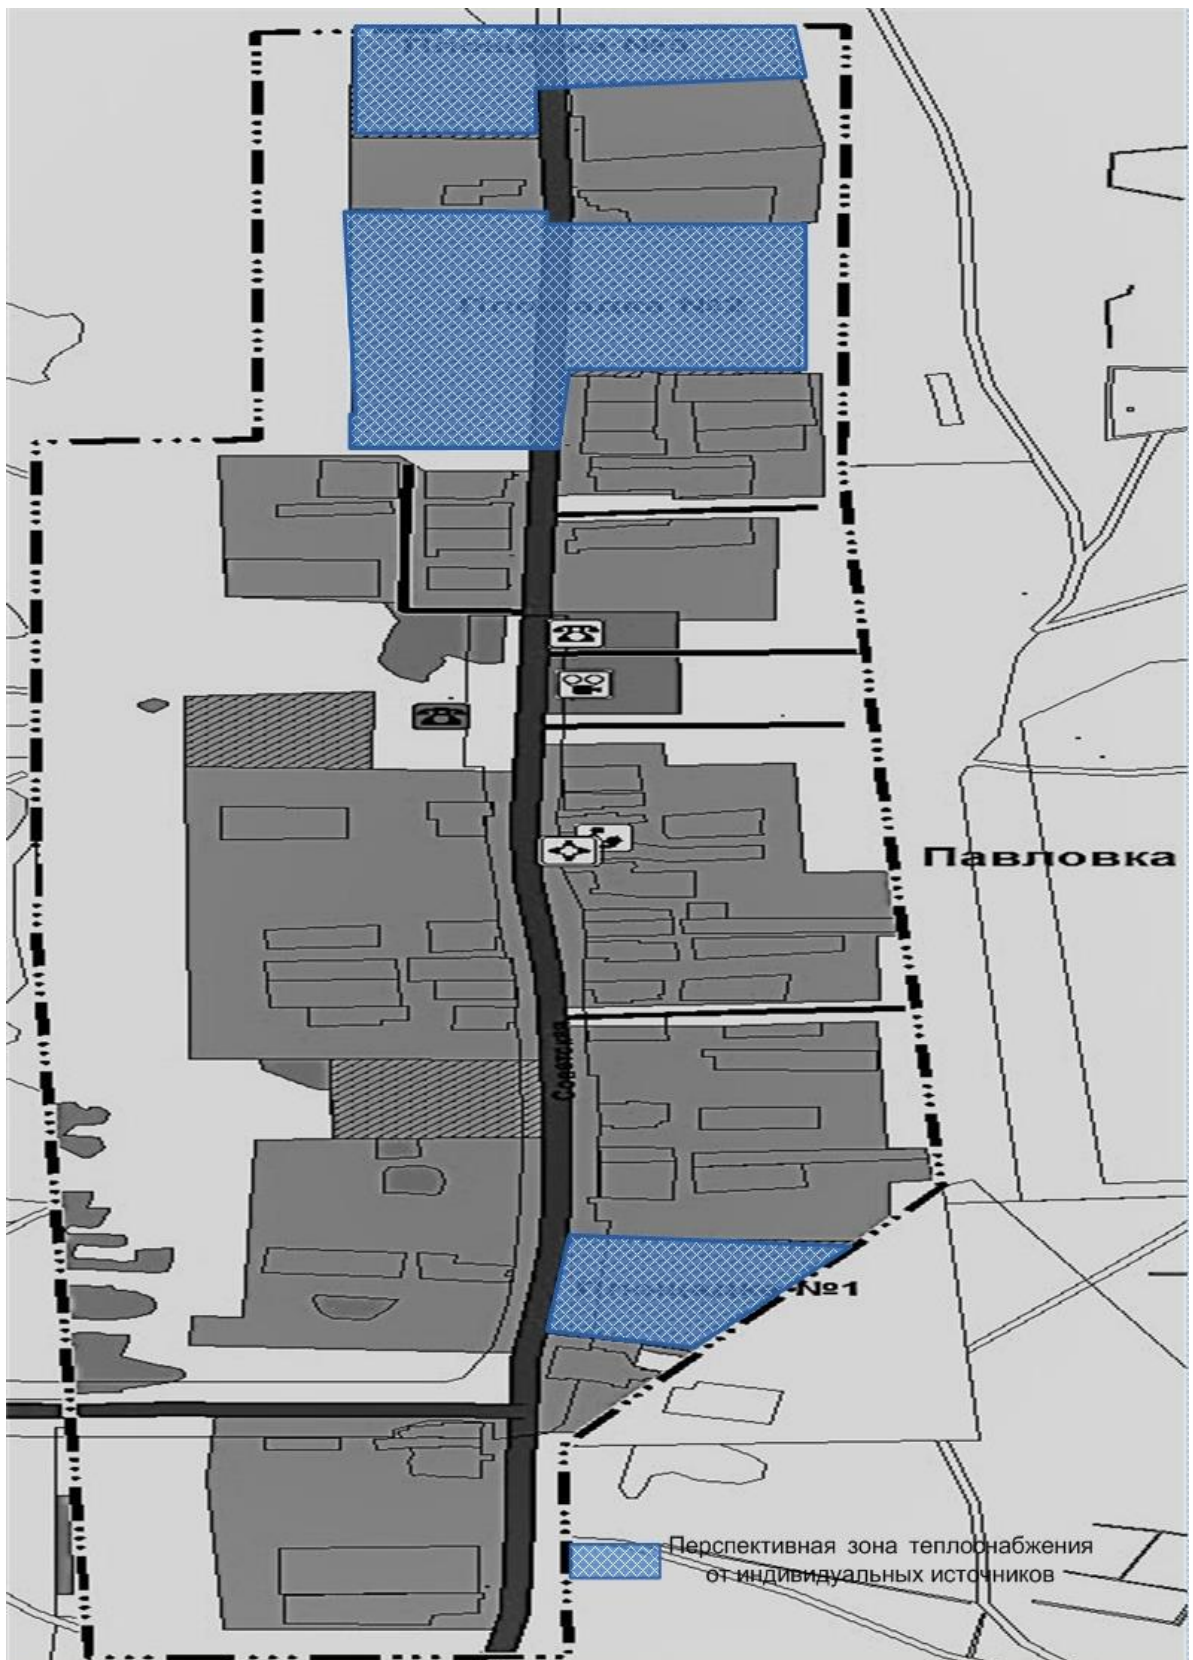 Павловка
Советская
№1
Перспективная зона теплоснабжения
от индивидуальных источников